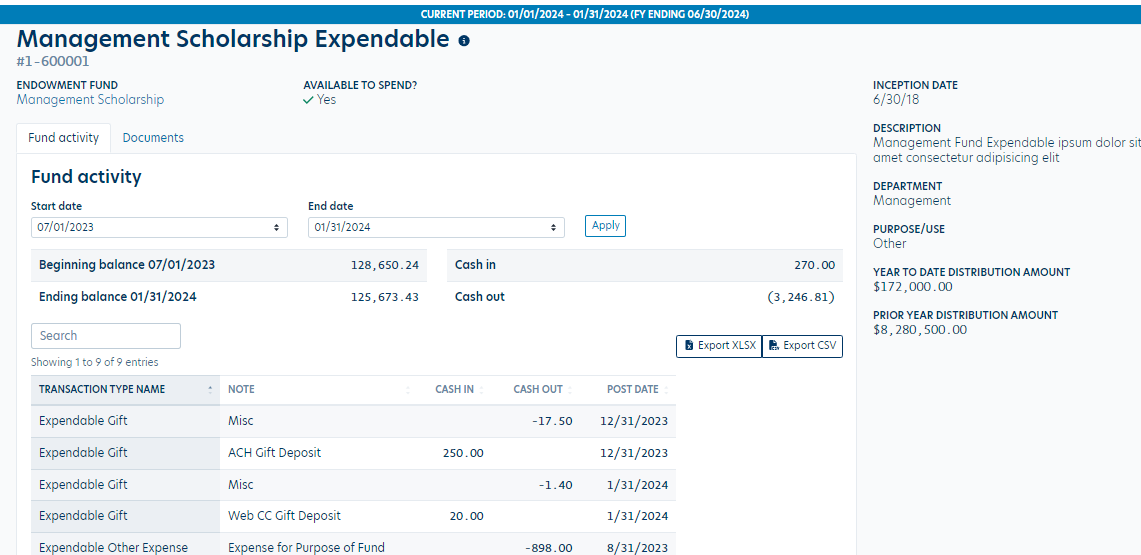 CURRENT PERIOD: 01/01/2024 - 01/31/2024 (FY ENDING 06/30/2024)
Management Scholarship Expendable
#1-600001
ENDOWMENT FUND
Management Scholarship
AVAILABLE TO SPEND?
Yes
INCEPTION DATE
6/30/18
DESCRIPTION
Management Fund Expendable ipsum dolor sit
amet consectetur adipisicing elit
DEPARTMENT
Management
PURPOSE/USE
Other
YEAR TO DATE DISTRIBUTION AMOUNT
$172,000.00
PRIOR YEAR DISTRIBUTION AMOUNT
$8,280,500.00
Fund activity Documents
Fund activity
Start date End date
07/01/2023 01/31/2024 Apply
Beginning balance 07/01/2023 128,650.24 Cash in 270.00
Ending balance 01/31/2024 125,673.43 Cash out (3,246.81)
Search
Export XLSX Export CSV
Showing 1 to 9 of 9 entries
TRANSACTION TYPE NAME NOTE CASH IN CASH OUT POST DATE
Expendable Gift Misc -17.50 12/31/2023
Expendable Gift ACH Gift Deposit 250.00 12/31/2023
Expendable Gift Misc -1.40 1/31/2024
Expendable Gift Web CC Gift Deposit 20.00 1/31/2024
Expendable Other Expense Expense for Purpose of Fund -898.00 8/31/2023